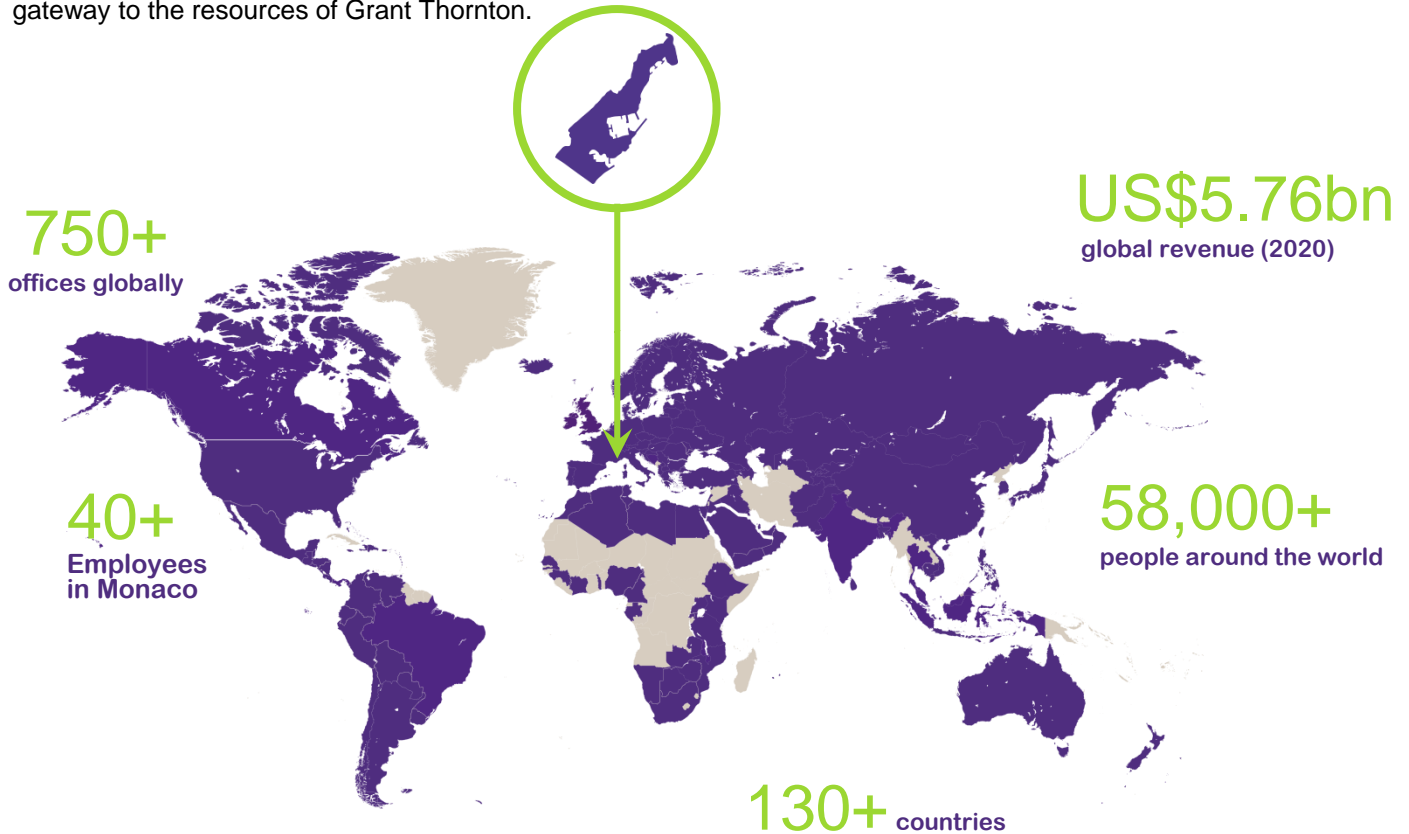 gateway to the resources of Grant Thornton.
750+
offices globally
US$5.76bn
global revenue (2020)
40+
Employees
in Monaco
58,000+
people around the world
130+ countries